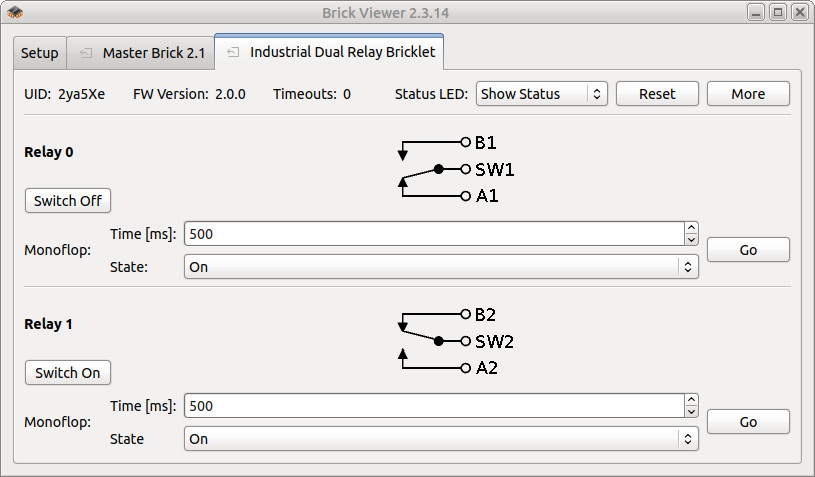 Brick Viewer 2.3.14
Setup Master Brick 2.1 Industrial Dual Relay Bricklet
UID: 2ya5Xe FW Version: 2.0.0 Timeouts: 0 Status LED: Show Status Reset More
B1
Relay 0
SW1
A1
Switch Off
Time [ms]: 500
Monoflop: Go
State: On
B2
Relay 1
SW2
A2
Switch On
Time [ms]: 500
Monoflop: Go
State On